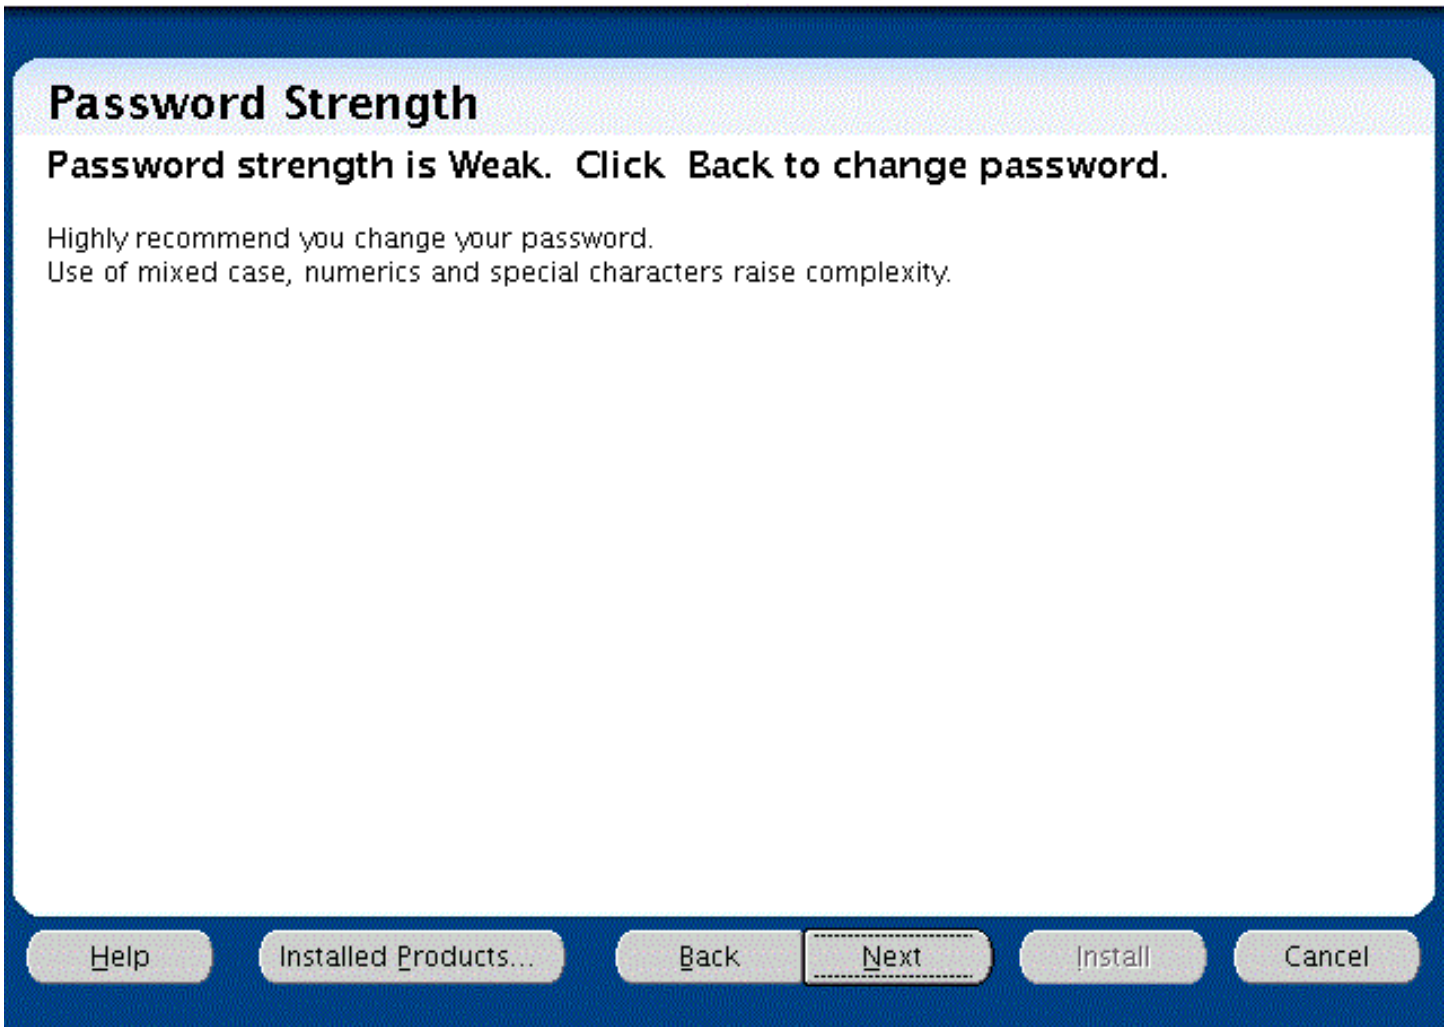 Password Strength
Password strength is Weak.  Click  Back to change password.
Highly recommend you change your password.
Use of mixed case, numerics and special characters raise complexity.
Help
Installed Products...
Back
Next
Install
Cancel